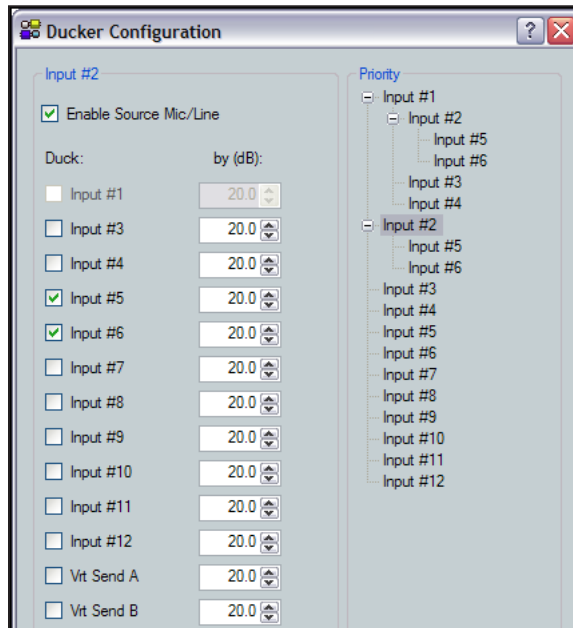 Ducker Configuration
Input #2
Enable Source Mic/Line
Duck: by (dB):
Input #1 20.0
Input #3 20.0
Input #4 20.0
Input #5 20.0
Input #6 20.0
Input #7 20.0
Input #8 20.0
Input #9 20.0
Input #10 20.0
Input #11 20.0
Input #12 20.0
Vrt Send A 20.0
Vrt Send B 20.0
Priority
Input #1
Input #2
Input #5
Input #6
Input #3
Input #4
Input #2
Input #5
Input #6
Input #3
Input #4
Input #5
Input #6
Input #7
Input #8
Input #9
Input #10
Input #11
Input #12